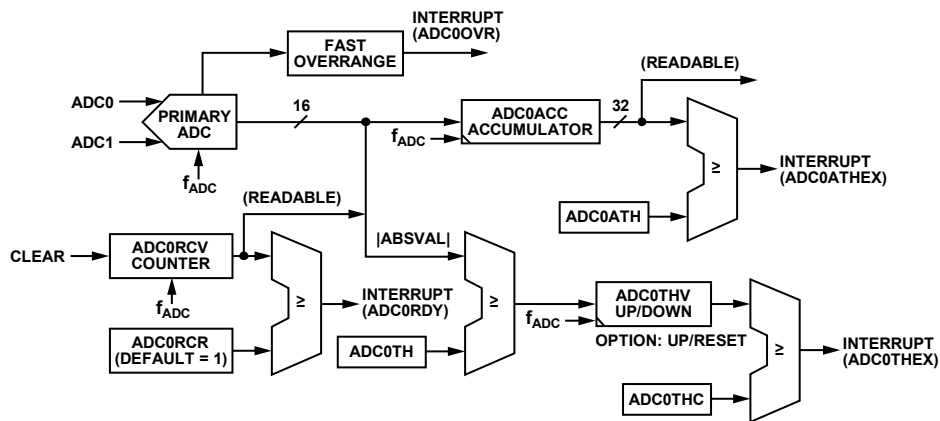 INTERRUPT
(ADC0OVR)
FAST
OVERRANGE
(READABLE)
ADC0
ADC1
PRIMARY
ADC
16
ADC0ACC
ACCUMULATOR
32
fADC
fADC
≥
INTERRUPT
(ADC0ATHEX)
ADC0ATH
(READABLE)
CLEAR
ADC0RCV
COUNTER
fADC
|ABSVAL|
≥
INTERRUPT
(ADC0RDY)
ADC0RCR
(DEFAULT = 1)
≥
ADC0TH
fADC
ADC0THV
UP/DOWN
OPTION: UP/RESET
≥
INTERRUPT
(ADC0THEX)
ADC0THC